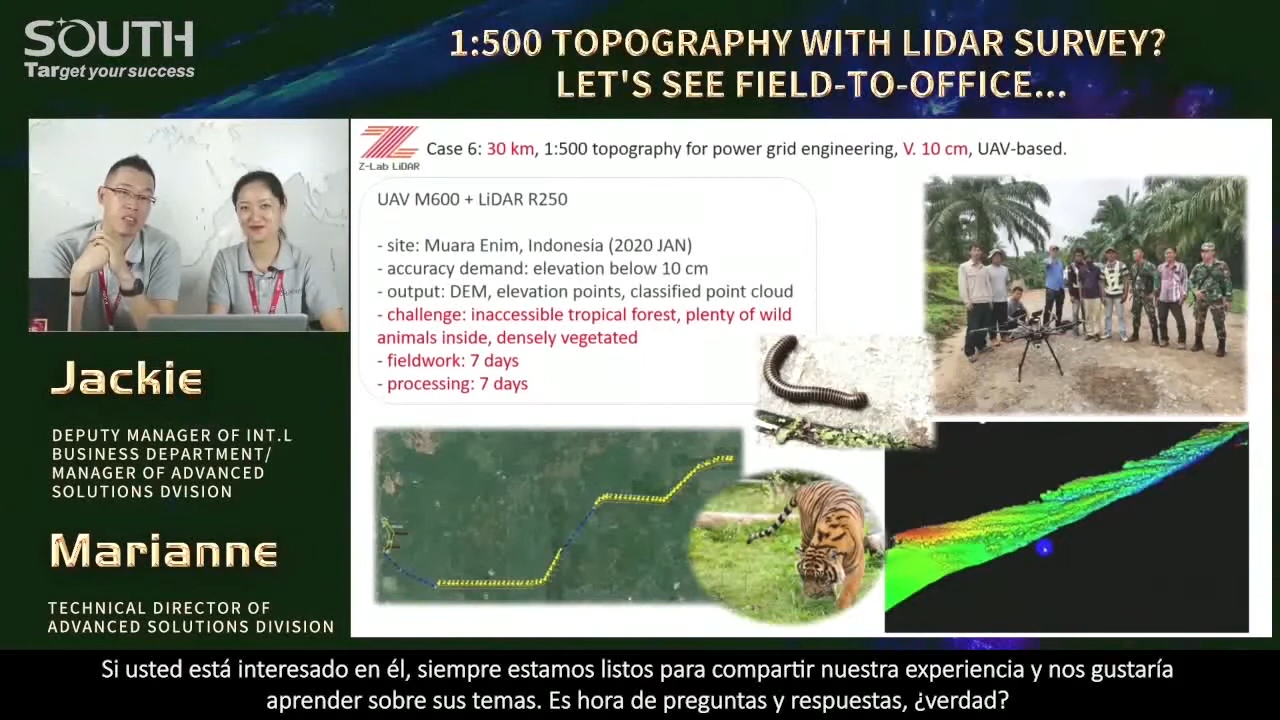 SOUTH
Target your success
1:500 TOPOGRAPHY WITH LIDAR SURVEY?
LET'S SEE FIELD-TO-OFFICE...
Z-Lab LiDAR
Case 6: 30 km, 1:500 topography for power grid engineering, V. 10 cm, UAV-based.
UAV M600 + LiDAR R250
- site: Muara Enim, Indonesia (2020 JAN)
- accuracy demand: elevation below 10 cm
- output: DEM, elevation points, classified point cloud
- challenge: inaccessible tropical forest, plenty of wild
animals inside, densely vegetated
- fieldwork: 7 days
- processing: 7 days
Jackie
DEPUTY MANAGER OF INT.L
BUSINESS DEPARTMENT/
MANAGER OF ADVANCED
SOLUTIONS DVISION
Marianne
TECHNICAL DIRECTOR OF
ADVANCED SOLUTIONS DIVISION
Si usted está interesado en él, siempre estamos listos para compartir nuestra experiencia y nos gustaría
aprender sobre sus temas. Es hora de preguntas y respuestas, ¿verdad?